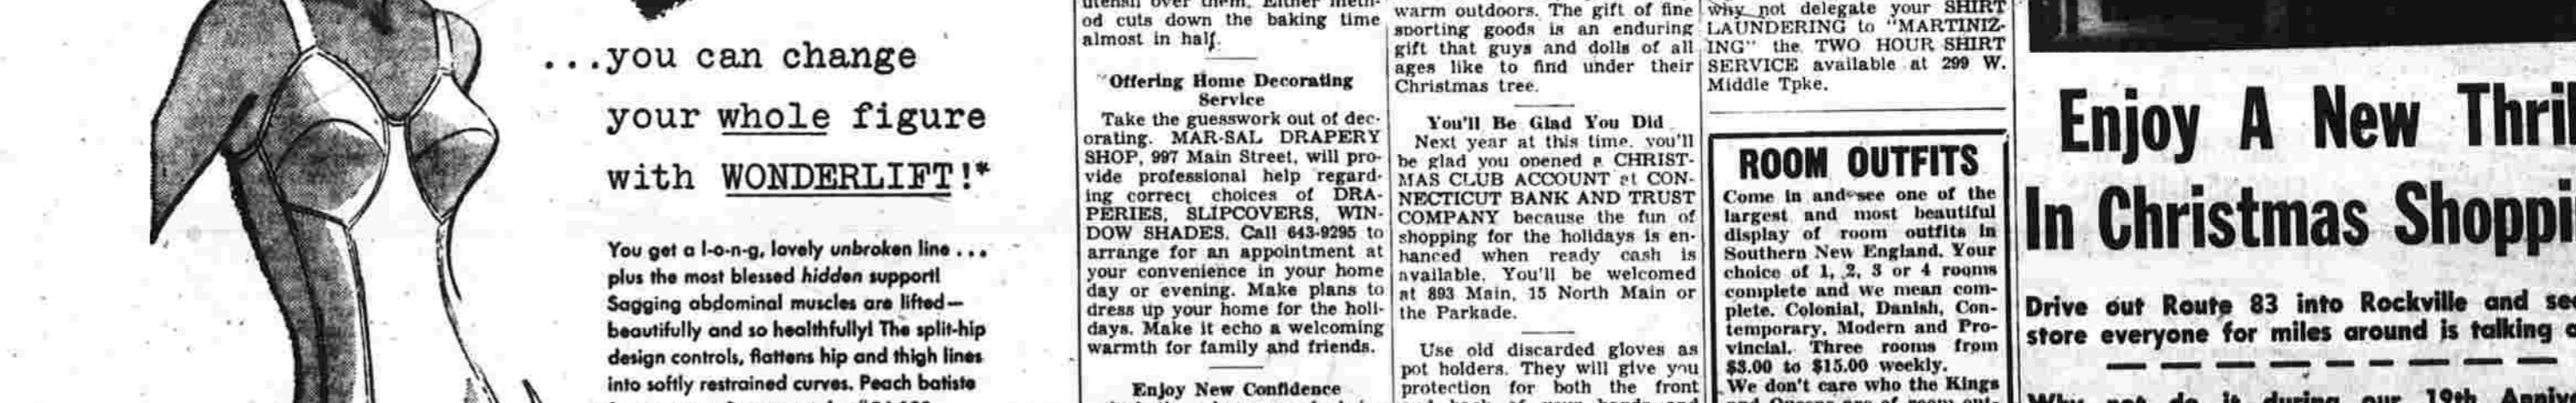 ...you can change
your whole figure
with WONDERLIFT!*
You get a l-o-n-g, lovely unbroken line ...
plus the most blessed hidden support!
Sagging abdominal muscles are lifted—
beautifully and so healthfully! The split-hip
design controls, flattens hip and thigh lines
into softly restrained curves. Peach batiste
utensil over them. Either meth-
od cuts down the baking time
almost in half.
Offering Home Decorating
Service
Take the guesswork out of dec-
orating. MAR-SAL DRAPERY
SHOP, 997 Main Street, will pro-
vide professional help regard-
ing correct choices of DRA-
PERIES, SLIPCOVERS, WIN-
DOW SHADES. Call 643-9295 to
arrange for an appointment at
your convenience in your home
day or evening. Make plans to
dress up your home for the holi-
days. Make it echo a welcoming
warmth for family and friends.
Enjoy New Confidence
warm outdoors. The gift of fine
sporting goods is an enduring
gift that guys and dolls of all
ages like to find under their
Christmas tree.
You'll Be Glad You Did
Next year at this time, you'll
be glad you opened a CHRIST-
MAS CLUB ACCOUNT at CON-
NECTICUT BANK AND TRUST
COMPANY because the fun of
shopping for the holidays is en-
hanced when ready cash is
available. You'll be welcomed
at 893 Main, 15 North Main or
the Parkade.
Use old discarded gloves as
pot holders. They will give you
protection for both the front
why not delegate your SHIRT
LAUNDERING to "MARTINIZ-
ING" the TWO HOUR SHIRT
SERVICE available at 299 W.
Middle Tpke.
ROOM OUTFITS
Come in and see one of the
largest and most beautiful
display of room outfits in
Southern New England. Your
choice of 1, 2, 3 or 4 rooms
complete and we mean com-
plete. Colonial, Danish, Con-
temporary, Modern and Pro-
vincial. Three rooms from
$3.00 to $15.00 weekly.
We don't care who the Kings
Enjoy A New Thril
In Christmas Shoppi
Drive out Route 83 into Rockville and se
store everyone for miles around is talking
Why not do it during our 19th Anniv